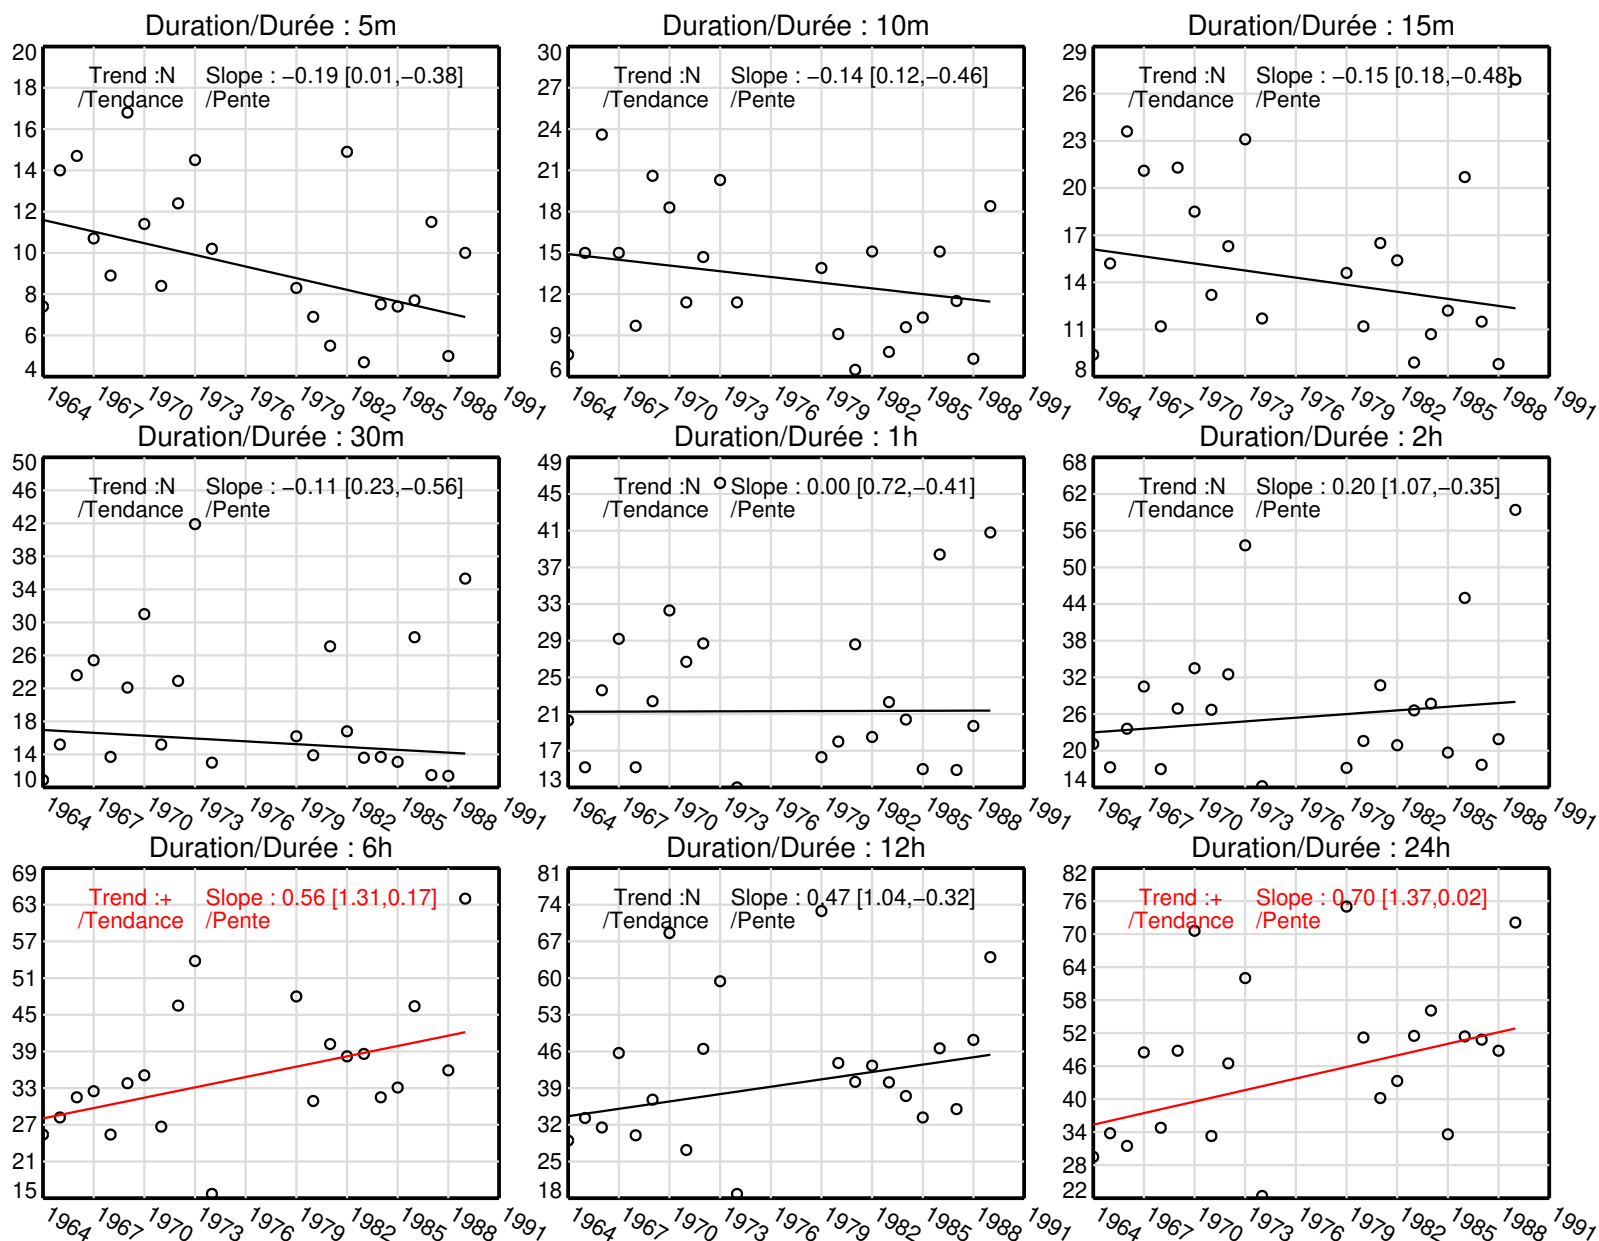 Duration/Durée : 5m
Trend :N Slope : −0.19 [0.01,−0.38]
/Tendance /Pente
20
18
16
14
12
10
8
6
4
1964 1967 1970 1973 1976 1979 1982 1985 1988 1991
Duration/Durée : 10m
Trend :N Slope : −0.14 [0.12,−0.46]
/Tendance /Pente
30
27
24
21
18
15
12
9
6
1964 1967 1970 1973 1976 1979 1982 1985 1988 1991
Duration/Durée : 15m
Trend :N Slope : −0.15 [0.18,−0.48]
/Tendance /Pente
29
26
23
20
17
14
11
8
1964 1967 1970 1973 1976 1979 1982 1985 1988 1991
Duration/Durée : 30m
Trend :N Slope : −0.11 [0.23,−0.56]
/Tendance /Pente
50
46
42
38
34
30
26
22
18
14
10
1964 1967 1970 1973 1976 1979 1982 1985 1988 1991
Duration/Durée : 1h
Trend :N Slope : 0.00 [0.72,−0.41]
/Tendance /Pente
49
45
41
37
33
29
25
21
17
13
1964 1967 1970 1973 1976 1979 1982 1985 1988 1991
Duration/Durée : 2h
Trend :N Slope : 0.20 [1.07,−0.35]
/Tendance /Pente
68
62
56
50
44
38
32
26
20
14
1964 1967 1970 1973 1976 1979 1982 1985 1988 1991
Duration/Durée : 6h
Trend :+ Slope : 0.56 [1.31,0.17]
/Tendance /Pente
69
63
57
51
45
39
33
27
21
15
1964 1967 1970 1973 1976 1979 1982 1985 1988 1991
Duration/Durée : 12h
Trend :N Slope : 0.47 [1.04,−0.32]
/Tendance /Pente
81
74
67
60
53
46
39
32
25
18
1964 1967 1970 1973 1976 1979 1982 1985 1988 1991
Duration/Durée : 24h
Trend :+ Slope : 0.70 [1.37,0.02]
/Tendance /Pente
82
76
70
64
58
52
46
40
34
28
22
1964 1967 1970 1973 1976 1979 1982 1985 1988 1991